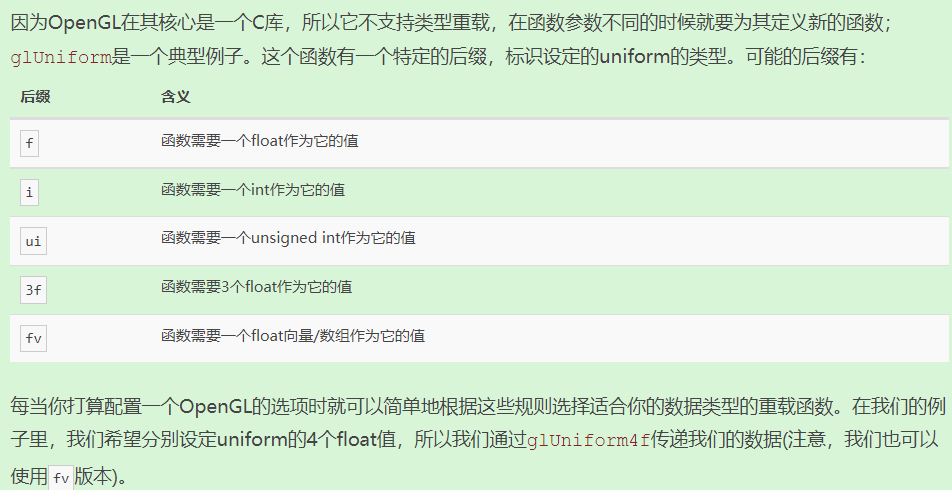 因为OpenGL在其核心是一个C库，所以它不支持类型重载，在函数参数不同的时候就要为其定义新的函数；
glUniform是一个典型例子。这个函数有一个特定的后缀，标识设定的uniform的类型。可能的后缀有：
后缀 含义
f 函数需要一个float作为它的值
i 函数需要一个int作为它的值
ui 函数需要一个unsigned int作为它的值
3f 函数需要3个float作为它的值
fv 函数需要一个float向量/数组作为它的值
每当你打算配置一个OpenGL的选项时就可以简单地根据这些规则选择适合你的数据类型的重载函数。在我们的例
子里，我们希望分别设定uniform的4个float值，所以我们通过glUniform4f传递我们的数据(注意，我们也可以
使用fv版本)。